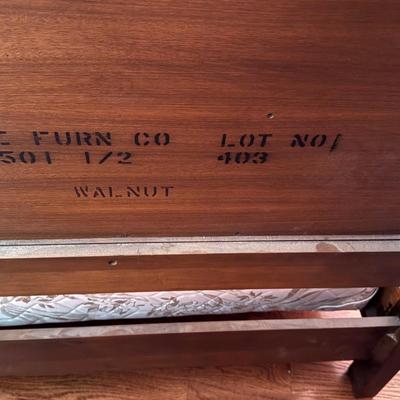 E FURN CO LOT NO
501 1/2 403
WALNUT